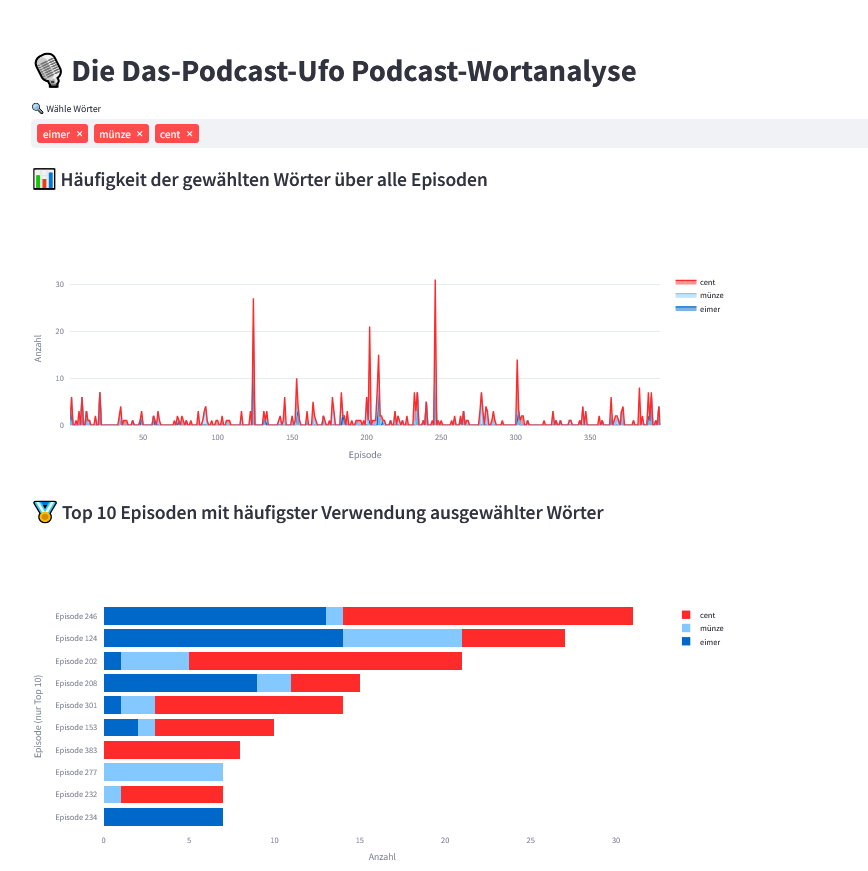 Die Das-Podcast-Ufo Podcast-Wortanalyse
Wähle Wörter
eimer × münze × cent ×
Häufigkeit der gewählten Wörter über alle Episoden
30
20
10
0
Anzahl
50 100 150 200 250 300 350
Episode
cent
münze
eimer
Top 10 Episoden mit häufigster Verwendung ausgewählter Wörter
Episode (nur Top 10)
Episode 246
Episode 124
Episode 202
Episode 208
Episode 301
Episode 153
Episode 383
Episode 277
Episode 232
Episode 234
0 5 10 15 20 25 30
Anzahl
cent
münze
eimer